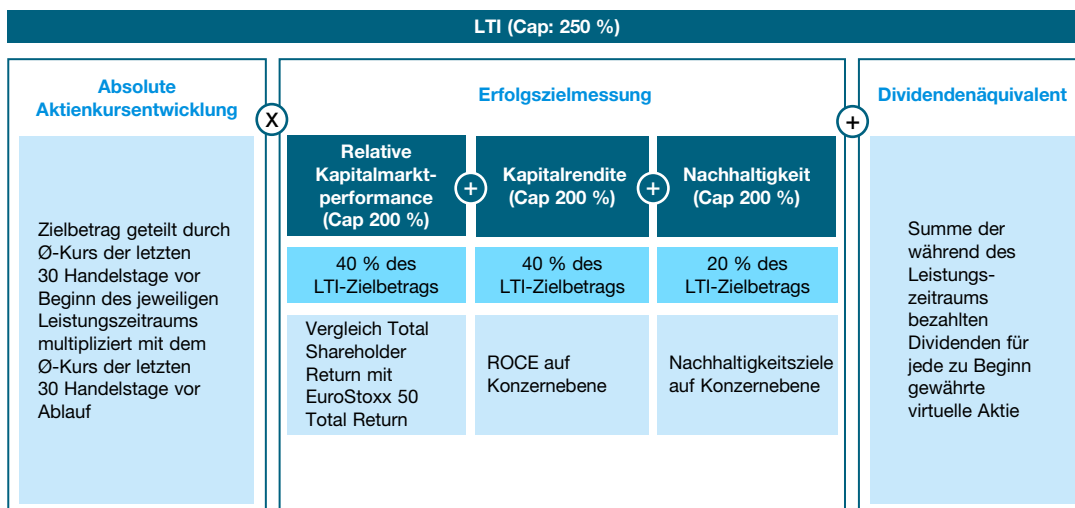 LTI (Cap: 250 %)
Absolute
Aktienkursentwicklung
X
Erfolgszielmessung
+
Dividendenäquivalent
Zielbetrag geteilt durch
Ø-Kurs der letzten
30 Handelstage vor
Beginn des jeweiligen
Leistungszeitraums
multipliziert mit dem
Ø-Kurs der letzten
30 Handelstage vor
Ablauf
Relative
Kapitalmarkt-
performance
(Cap 200 %)
+
Kapitalrendite
(Cap 200 %)
+
Nachhaltigkeit
(Cap 200 %)
40 % des
LTI-Zielbetrags
40 % des
LTI-Zielbetrags
20 % des
LTI-Zielbetrags
Vergleich Total
Shareholder
Return mit
EuroStoxx 50
Total Return
ROCE auf
Konzernebene
Nachhaltigkeitsziele
auf Konzernebene
Summe der
während des
Leistungs-
zeitraums
bezahlten
Dividenden für
jede zu Beginn
gewährte
virtuelle Aktie